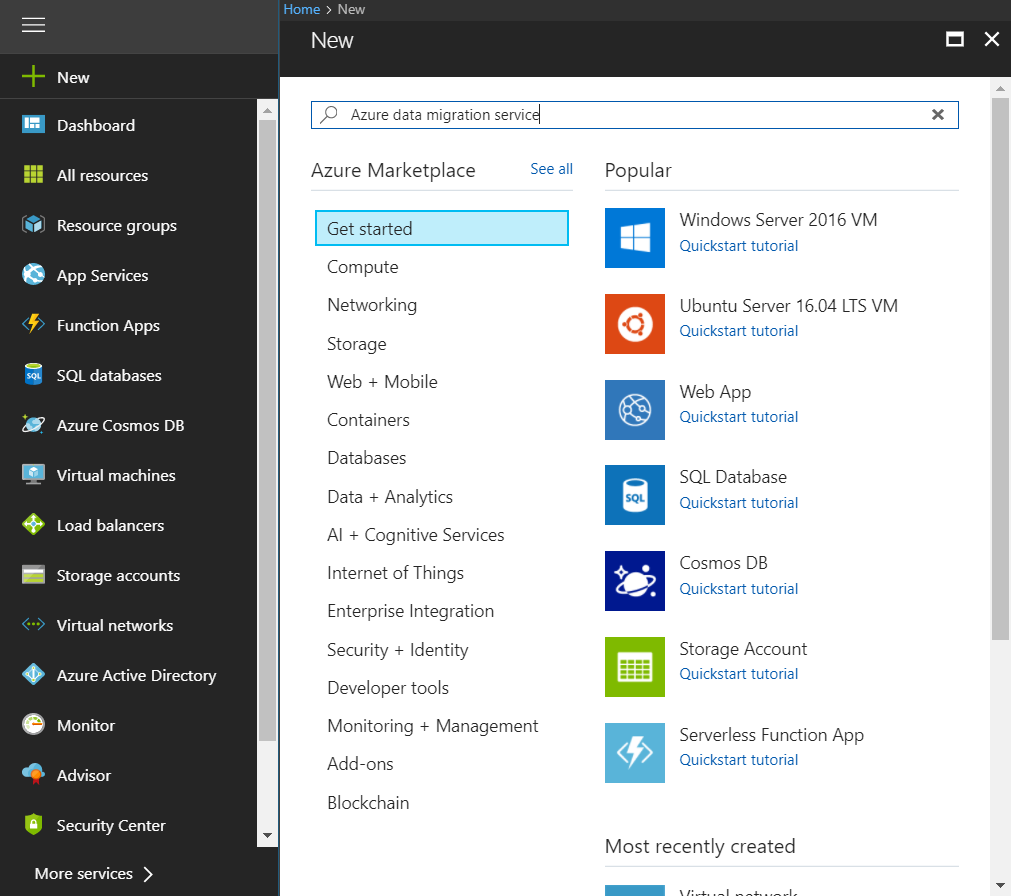 Home > New
New
New
Dashboard
All resources
Resource groups
App Services
Function Apps
SQL databases
Azure Cosmos DB
Virtual machines
Load balancers
Storage accounts
Virtual networks
Azure Active Directory
Monitor
Advisor
Security Center
More services
Azure data migration service
Azure Marketplace
See all
Get started
Compute
Networking
Storage
Web + Mobile
Containers
Databases
Data + Analytics
AI + Cognitive Services
Internet of Things
Enterprise Integration
Security + Identity
Developer tools
Monitoring + Management
Add-ons
Blockchain
Popular
Windows Server 2016 VM
Quickstart tutorial
Ubuntu Server 16.04 LTS VM
Quickstart tutorial
Web App
Quickstart tutorial
SQL
SQL Database
Quickstart tutorial
Cosmos DB
Quickstart tutorial
Storage Account
Quickstart tutorial
Serverless Function App
Quickstart tutorial
Most recently created
Virtual network